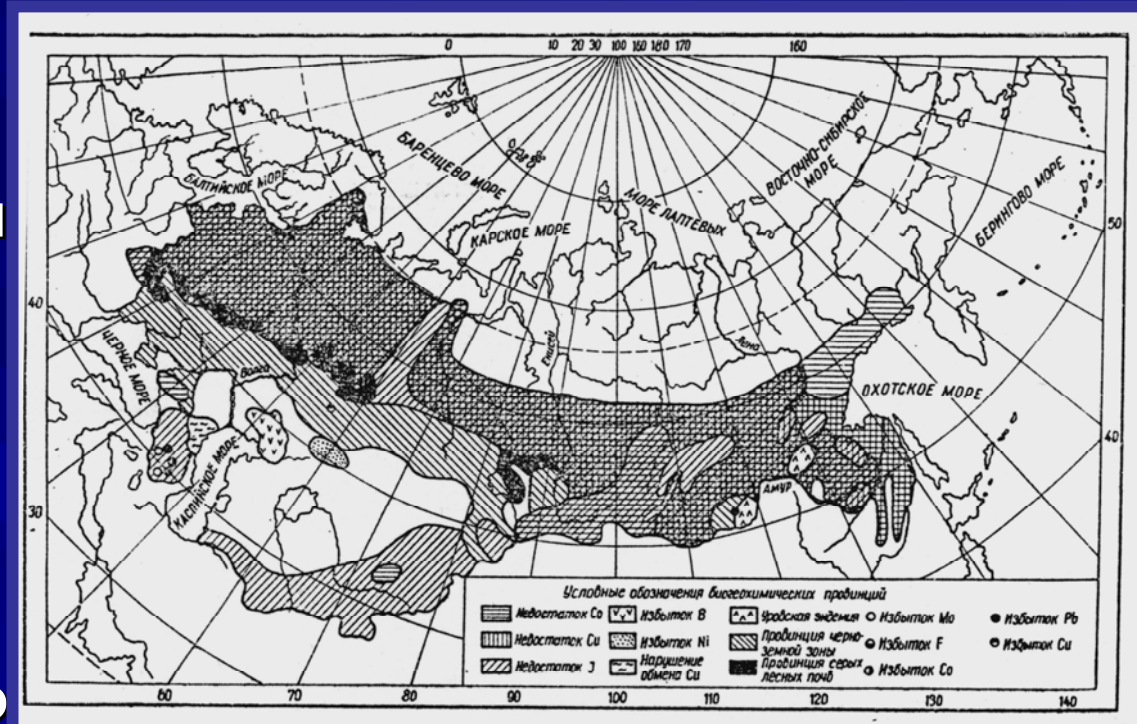 0 10 20 30 100 160 180 170 160
БАРЕНЦЕВО МОРЕ
ВОСТОЧНО-СИБИРСКОЕ
МОРЕ
БАЛТИЙСКОЕ МОРЕ
МОРЕ ЛАПТЕВЫХ
КАРСКОЕ МОРЕ
БЕРИНГОВО МОРЕ
50
40
Енисей
Лена
ЧЕРНОЕ МОРЕ
Волга
ОХОТСКОЕ МОРЕ
40
КАСПИЙСКОЕ МОРЕ
АМУР
30
Условные обозначения биогеохимических провинций
Недостаток Co
Избыток B
Уровская эндемия
Избыток Mo
Избыток Pb
Недостаток Cu
Избыток Ni
Провинция черно-
земной зоны
Избыток F
Избыток Cu
Недостаток J
Нарушение
обмена Cu
Провинция серых
лесных почв
Избыток Co
60 70 80 90 100 110 120 130 140